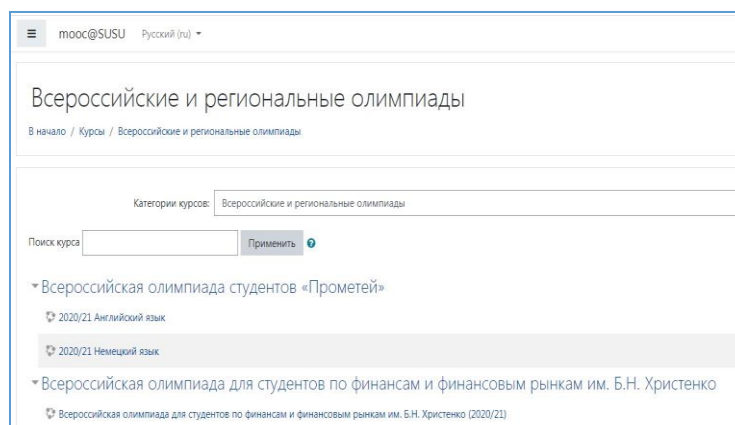 mooc@SUSU Русский (ru)
Всероссийские и региональные олимпиады
В начало / Курсы / Всероссийские и региональные олимпиады
Категории курсов: Всероссийские и региональные олимпиады
Поиск курса Применить
Всероссийская олимпиада студентов «Прометей»
2020/21 Английский язык
2020/21 Немецкий язык
Всероссийская олимпиада для студентов по финансам и финансовым рынкам им. Б.Н. Христенко
Всероссийская олимпиада для студентов по финансам и финансовым рынкам им. Б.Н. Христенко (2020/21)